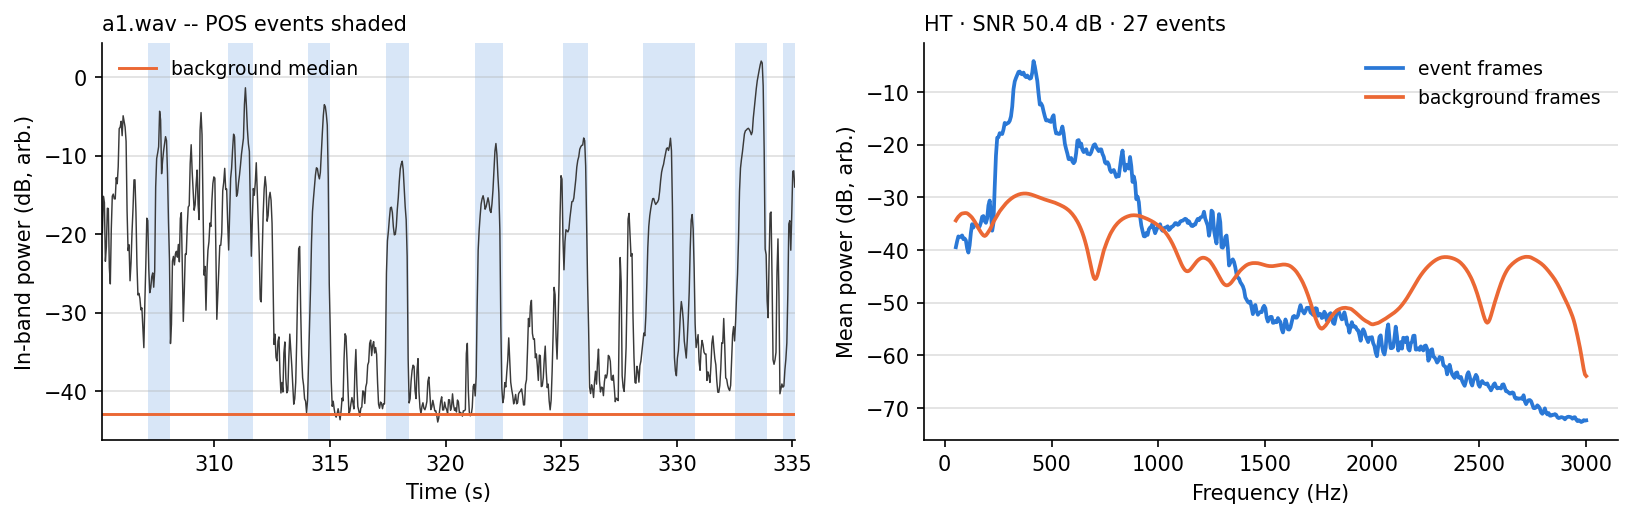 a1.wav -- POS events shaded
background median
In-band power (dB, arb.)
0
−10
−20
−30
−40
310
315
320
325
330
335
Time (s)
HT · SNR 50.4 dB · 27 events
event frames
background frames
Mean power (dB, arb.)
−10
−20
−30
−40
−50
−60
−70
0
500
1000
1500
2000
2500
3000
Frequency (Hz)